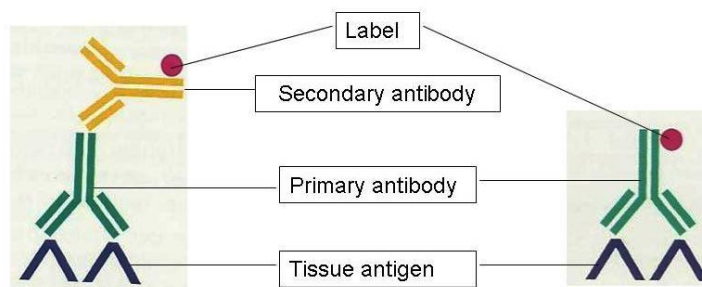 Label
Secondary antibody
Primary antibody
Tissue antigen